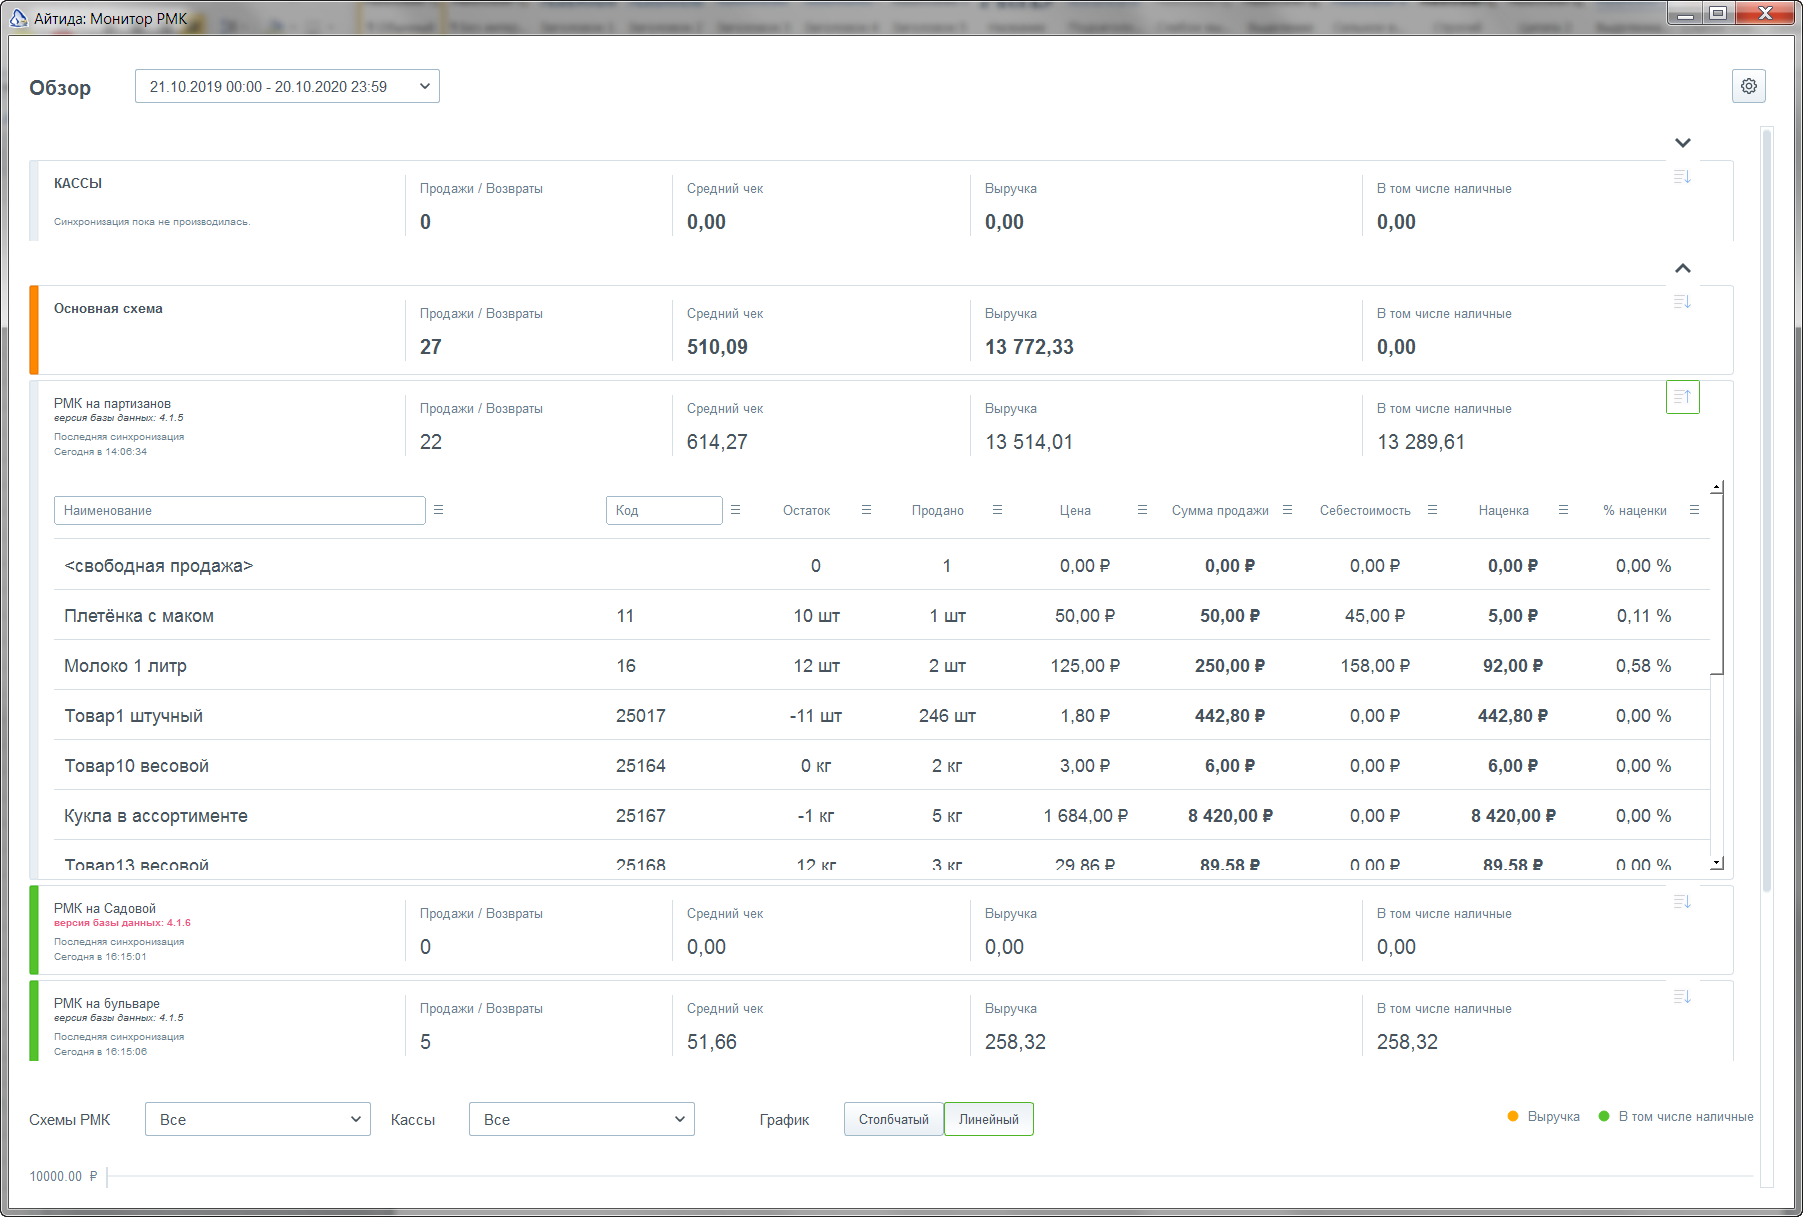 Айтида: Монитор РМК
Обзор
21.10.2019 00:00 - 20.10.2020 23:59
КАССЫ
Синхронизация пока не производилась.
Продажи / Возвраты
0
Средний чек
0,00
Выручка
0,00
В том числе наличные
0,00
Основная схема
Продажи / Возвраты
27
Средний чек
510,09
Выручка
13 772,33
В том числе наличные
0,00
РМК на партизанов
версия базы данных: 4.1.5
Последняя синхронизация
Сегодня в 14:06:34
Продажи / Возвраты
22
Средний чек
614,27
Выручка
13 514,01
В том числе наличные
13 289,61
Наименование Код Остаток Продано Цена Сумма продажи Себестоимость Наценка % наценки
<свободная продажа> 0 1 0,00 ₽ 0,00 ₽ 0,00 ₽ 0,00 ₽ 0,00 %
Плетёнка с маком 11 10 шт 1 шт 50,00 ₽ 50,00 ₽ 45,00 ₽ 5,00 ₽ 0,11 %
Молоко 1 литр 16 12 шт 2 шт 125,00 ₽ 250,00 ₽ 158,00 ₽ 92,00 ₽ 0,58 %
Товар1 штучный 25017 -11 шт 246 шт 1,80 ₽ 442,80 ₽ 0,00 ₽ 442,80 ₽ 0,00 %
Товар10 весовой 25164 0 кг 2 кг 3,00 ₽ 6,00 ₽ 0,00 ₽ 6,00 ₽ 0,00 %
Кукла в ассортименте 25167 -1 кг 5 кг 1 684,00 ₽ 8 420,00 ₽ 0,00 ₽ 8 420,00 ₽ 0,00 %
Товар13 весовой 25168 12 кг 3 кг 29,86 ₽ 89,58 ₽ 0,00 ₽ 89,58 ₽ 0,00 %
РМК на Садовой
версия базы данных: 4.1.6
Последняя синхронизация
Сегодня в 16:15:01
Продажи / Возвраты
0
Средний чек
0,00
Выручка
0,00
В том числе наличные
0,00
РМК на бульваре
версия базы данных: 4.1.5
Последняя синхронизация
Сегодня в 16:15:06
Продажи / Возвраты
5
Средний чек
51,66
Выручка
258,32
В том числе наличные
258,32
Схемы РМК Все Кассы Все График Столбчатый Линейный Выручка В том числе наличные
10000.00 ₽